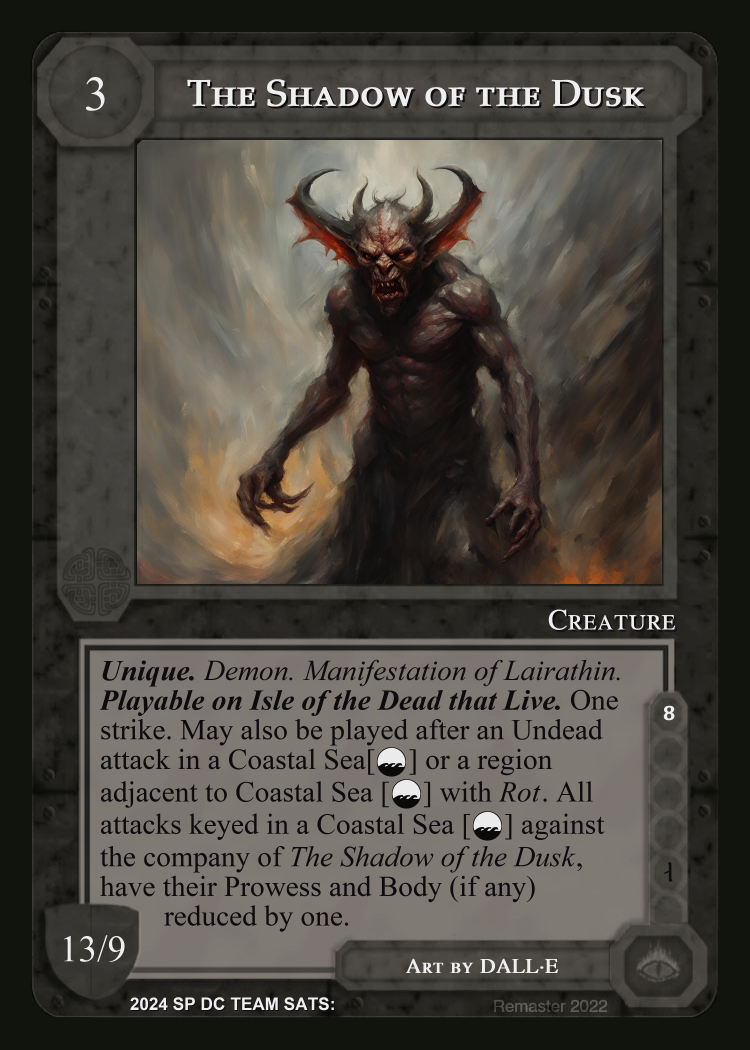 3
The Shadow of the Dusk
Creature
Unique. Demon. Manifestation of Lairathin.
Playable on Isle of the Dead that Live. One
strike. May also be played after an Undead
attack in a Coastal Sea[ ] or a region
adjacent to Coastal Sea [ ] with Rot. All
attacks keyed in a Coastal Sea [ ] against
the company of The Shadow of the Dusk,
have their Prowess and Body (if any)
reduced by one.
8
13/9
Art by DALL·E
2024 SP DC TEAM SATS:
Remaster 2022